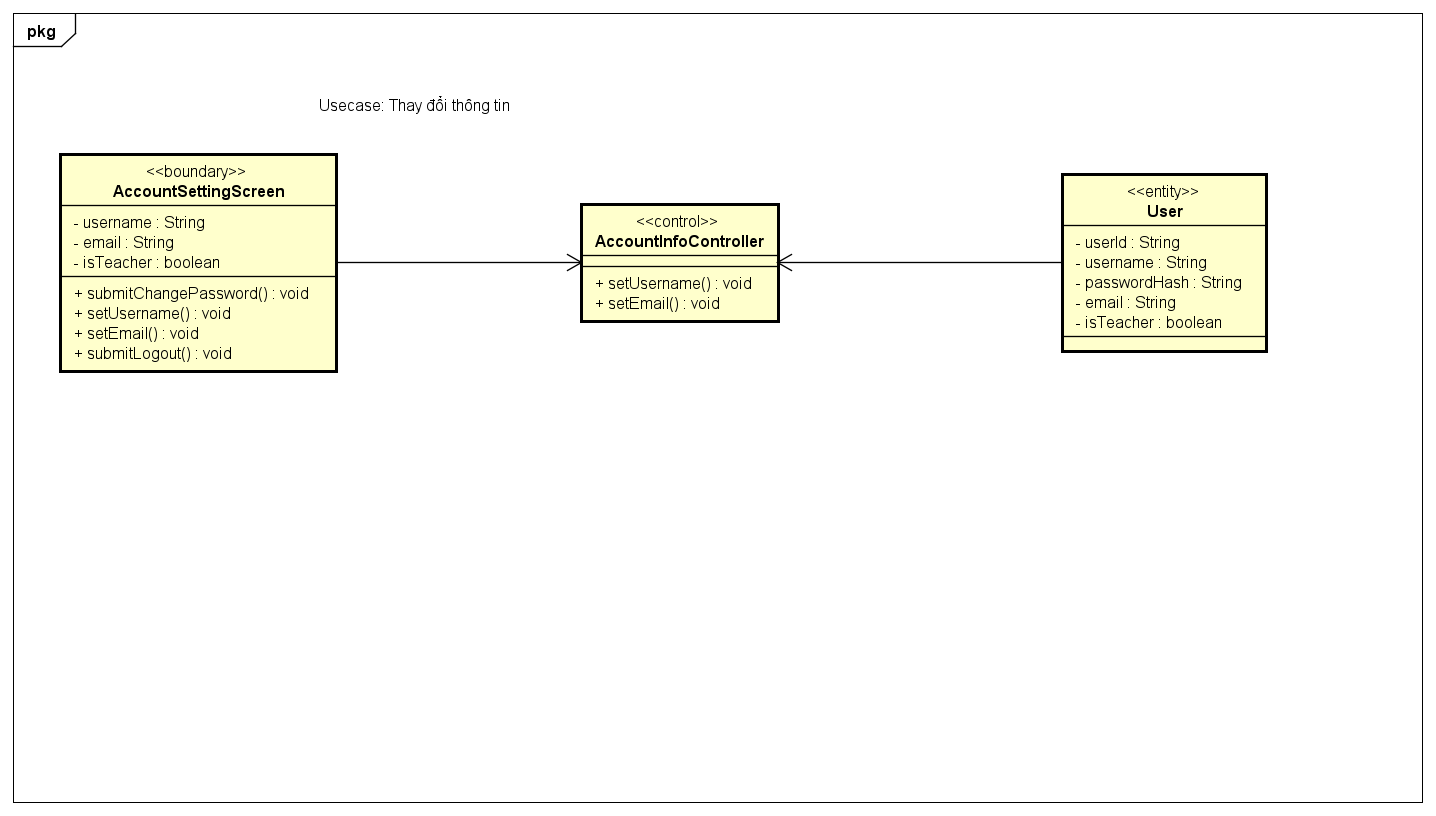 pkg
Usecase: Thay đổi thông tin
<<boundary>>
AccountSettingScreen
- username : String
- email : String
- isTeacher : boolean
+ submitChangePassword() : void
+ setUsername() : void
+ setEmail() : void
+ submitLogout() : void
<<control>>
AccountInfoController
+ setUsername() : void
+ setEmail() : void
<<entity>>
User
- userId : String
- username : String
- passwordHash : String
- email : String
- isTeacher : boolean